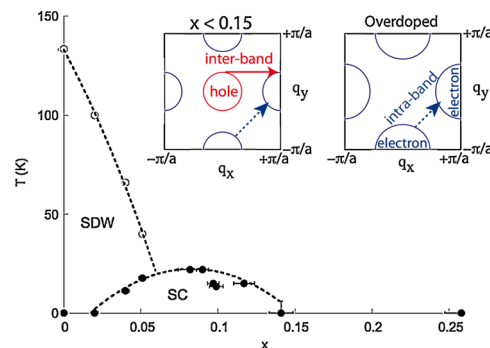 x < 0.15
Overdoped
+π/a
+π/a
inter-band
hole
q_y
intra-band
electron
q_y
electron
−π/a
+π/a
−π/a
q_x
−π/a
+π/a
−π/a
q_x
150
100
50
0
T (K)
SDW
SC
0
0.05
0.1
0.15
0.2
0.25
x